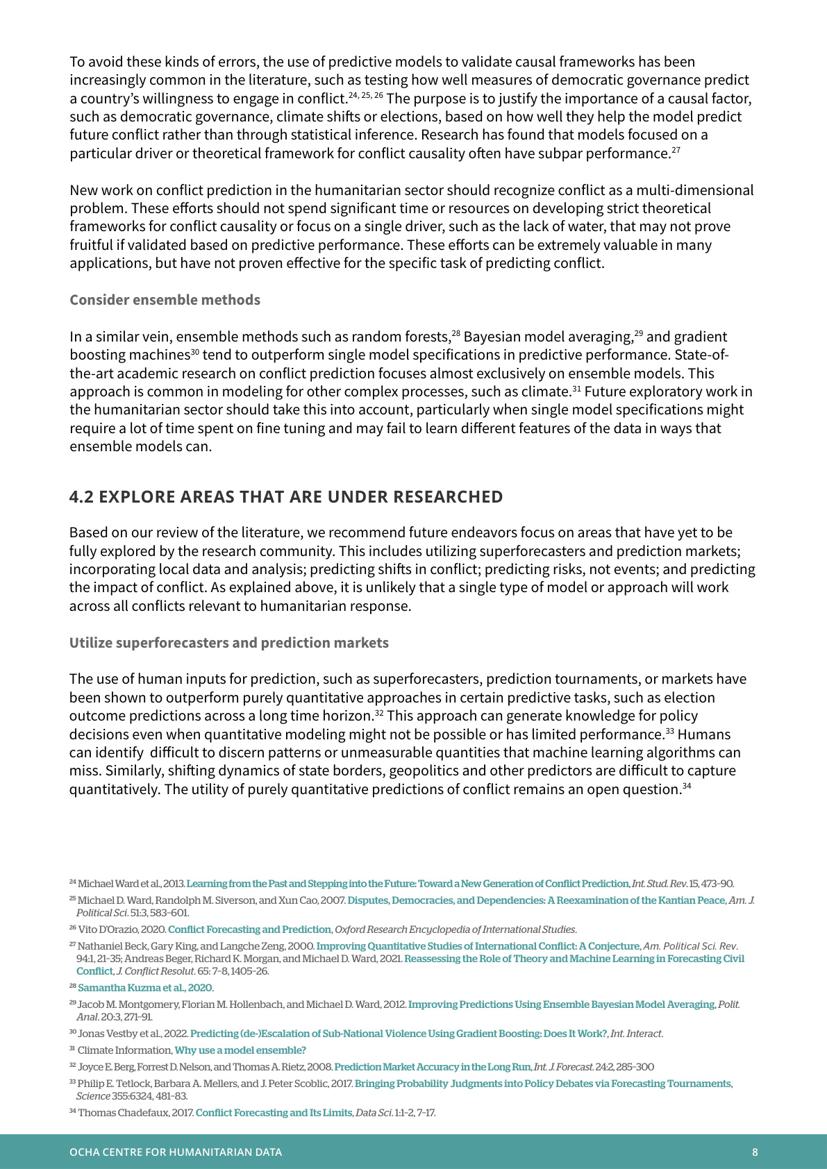 To avoid these kinds of errors, the use of predictive models to validate causal frameworks has been
increasingly common in the literature, such as testing how well measures of democratic governance predict
a country's willingness to engage in conflict.24, 25, 26 The purpose is to justify the importance of a causal factor,
such as democratic governance, climate shifts or elections, based on how well they help the model predict
future conflict rather than through statistical inference. Research has found that models focused on a
particular driver or theoretical framework for conflict causality often have subpar performance.27
New work on conflict prediction in the humanitarian sector should recognize conflict as a multi-dimensional
problem. These efforts should not spend significant time or resources on developing strict theoretical
frameworks for conflict causality or focus on a single driver, such as the lack of water, that may not prove
fruitful if validated based on predictive performance. These efforts can be extremely valuable in many
applications, but have not proven effective for the specific task of predicting conflict.
Consider ensemble methods
In a similar vein, ensemble methods such as random forests,28 Bayesian model averaging,29 and gradient
boosting machines30 tend to outperform single model specifications in predictive performance. State-of-
the-art academic research on conflict prediction focuses almost exclusively on ensemble models. This
approach is common in modeling for other complex processes, such as climate.31 Future exploratory work in
the humanitarian sector should take this into account, particularly when single model specifications might
require a lot of time spent on fine tuning and may fail to learn different features of the data in ways that
ensemble models can.
4.2 EXPLORE AREAS THAT ARE UNDER RESEARCHED
Based on our review of the literature, we recommend future endeavors focus on areas that have yet to be
fully explored by the research community. This includes utilizing superforecasters and prediction markets;
incorporating local data and analysis; predicting shifts in conflict; predicting risks, not events; and predicting
the impact of conflict. As explained above, it is unlikely that a single type of model or approach will work
across all conflicts relevant to humanitarian response.
Utilize superforecasters and prediction markets
The use of human inputs for prediction, such as superforecasters, prediction tournaments, or markets have
been shown to outperform purely quantitative approaches in certain predictive tasks, such as election
outcome predictions across a long time horizon.32 This approach can generate knowledge for policy
decisions even when quantitative modeling might not be possible or has limited performance.33 Humans
can identify difficult to discern patterns or unmeasurable quantities that machine learning algorithms can
miss. Similarly, shifting dynamics of state borders, geopolitics and other predictors are difficult to capture
quantitatively. The utility of purely quantitative predictions of conflict remains an open question.34
24 Michael Ward et al., 2013. Learning from the Past and Stepping into the Future: Toward a New Generation of Conflict Prediction, Int. Stud. Rev. 15, 473–90.
25 Michael D. Ward, Randolph M. Siverson, and Xun Cao, 2007. Disputes, Democracies, and Dependencies: A Reexamination of the Kantian Peace, Am. J.
Political Sci. 51:3, 583–601.
26 Vito D'Orazio, 2020. Conflict Forecasting and Prediction, Oxford Research Encyclopedia of International Studies.
27 Nathaniel Beck, Gary King, and Langche Zeng, 2000. Improving Quantitative Studies of International Conflict: A Conjecture, Am. Political Sci. Rev.
94:1, 21–35; Andreas Beger, Richard K. Morgan, and Michael D. Ward, 2021. Reassessing the Role of Theory and Machine Learning in Forecasting Civil
Conflict, J. Conflict Resolut. 65: 7–8, 1405–26.
28 Samantha Kuzma et al., 2020.
29 Jacob M. Montgomery, Florian M. Hollenbach, and Michael D. Ward, 2012. Improving Predictions Using Ensemble Bayesian Model Averaging, Polit.
Anal. 20:3, 271–91.
30 Jonas Vestby et al., 2022. Predicting (de-)Escalation of Sub-National Violence Using Gradient Boosting: Does It Work?, Int. Interact.
31 Climate Information, Why use a model ensemble?
32 Joyce E. Berg, Forrest D. Nelson, and Thomas A. Rietz, 2008. Prediction Market Accuracy in the Long Run, Int. J. Forecast. 24:2, 285–300
33 Philip E. Tetlock, Barbara A. Mellers, and J. Peter Scoblic, 2017. Bringing Probability Judgments into Policy Debates via Forecasting Tournaments,
Science 355:6324, 481–83.
34 Thomas Chadefaux, 2017. Conflict Forecasting and Its Limits, Data Sci. 1:1–2, 7–17.
OCHA CENTRE FOR HUMANITARIAN DATA
8